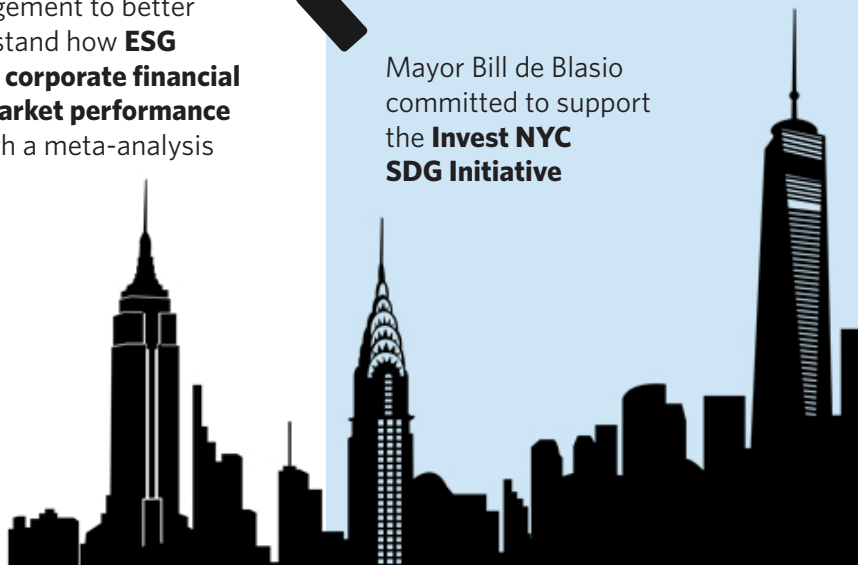 gement to better
stand how ESG
corporate financial
arket performance
h a meta-analysis
Mayor Bill de Blasio
committed to support
the Invest NYC
SDG Initiative